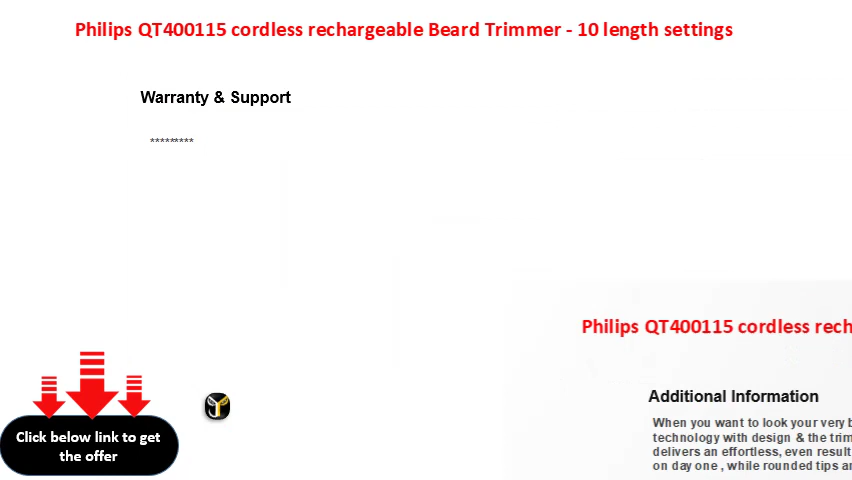 Philips QT400115 cordless rechargeable Beard Trimmer - 10 length settings
Warranty & Support
*********
Philips QT400115 cordless rech
Additional Information
When you want to look your very b
technology with design & the trim
delivers an effortless, even result
on day one , while rounded tips a
Click below link to get
the offer